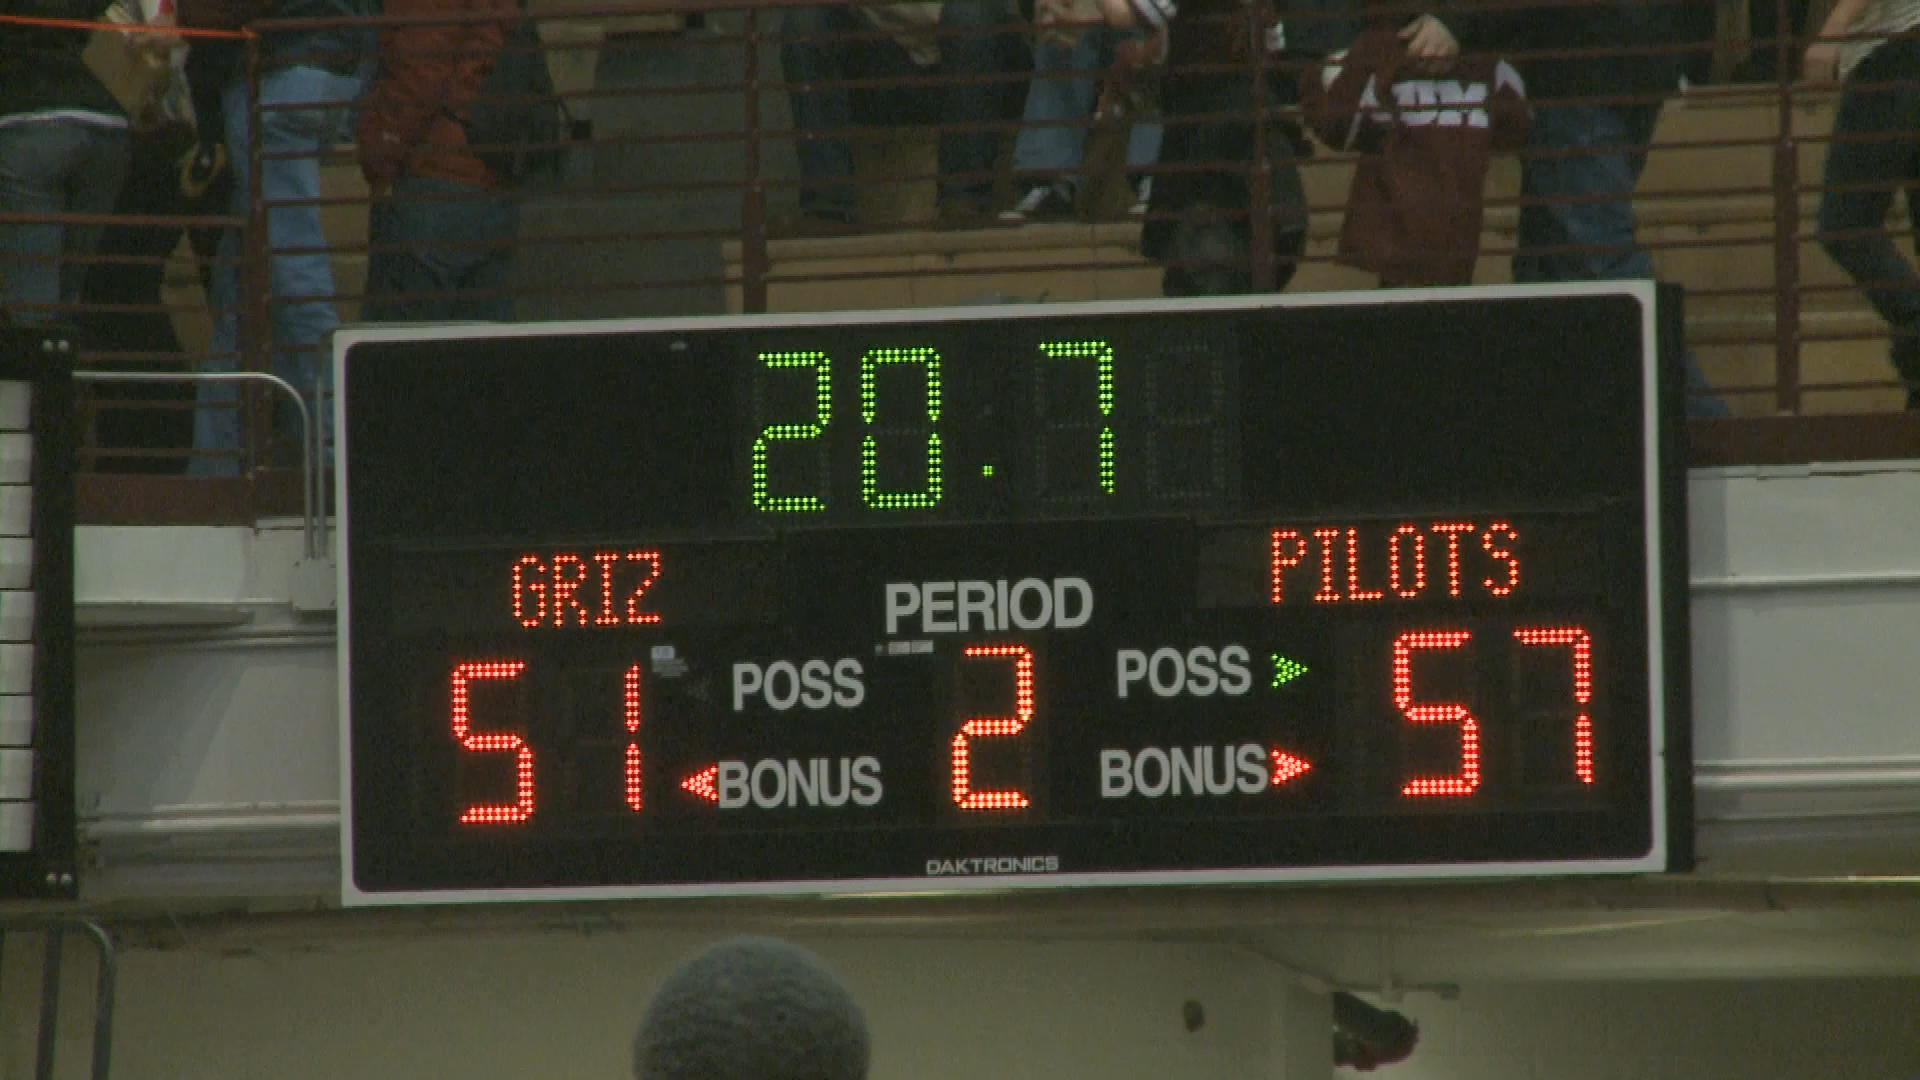 20.7
GRIZ PERIOD PILOTS
51 POSS 2 POSS 57
BONUS BONUS
DAKTRONICS